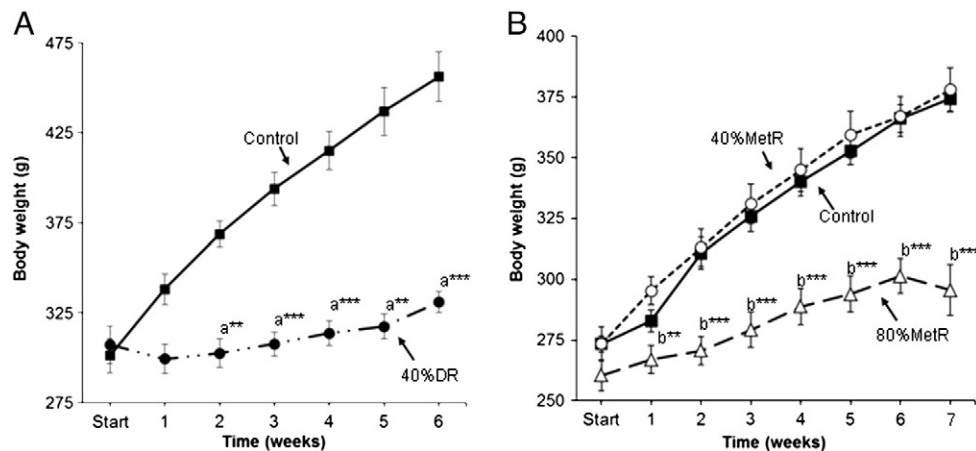 A
Body weight (g)
475
425
375
325
275
Control
a**
a***
a***
a**
a***
40%DR
Start 1 2 3 4 5 6
Time (weeks)
B
Body weight (g)
400
375
350
325
300
275
250
40%MetR
Control
b**
b***
b***
b***
b***
b***
b***
80%MetR
Start 1 2 3 4 5 6 7
Time (weeks)